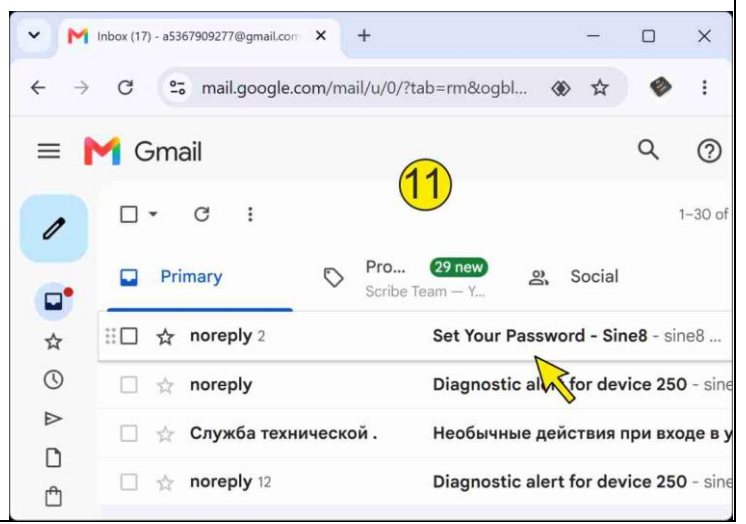 Inbox (17) - a5367909277@gmail.com
mail.google.com/mail/u/0/?tab=rm&ogbl...
Gmail
11
1–30 of
Primary
Pro... 29 new
Scribe Team — Y...
Social
noreply 2 Set Your Password - Sine8 - sine8 ...
noreply Diagnostic alert for device 250 - sine
Служба технической . Необычные действия при входе в у
noreply 12 Diagnostic alert for device 250 - sine